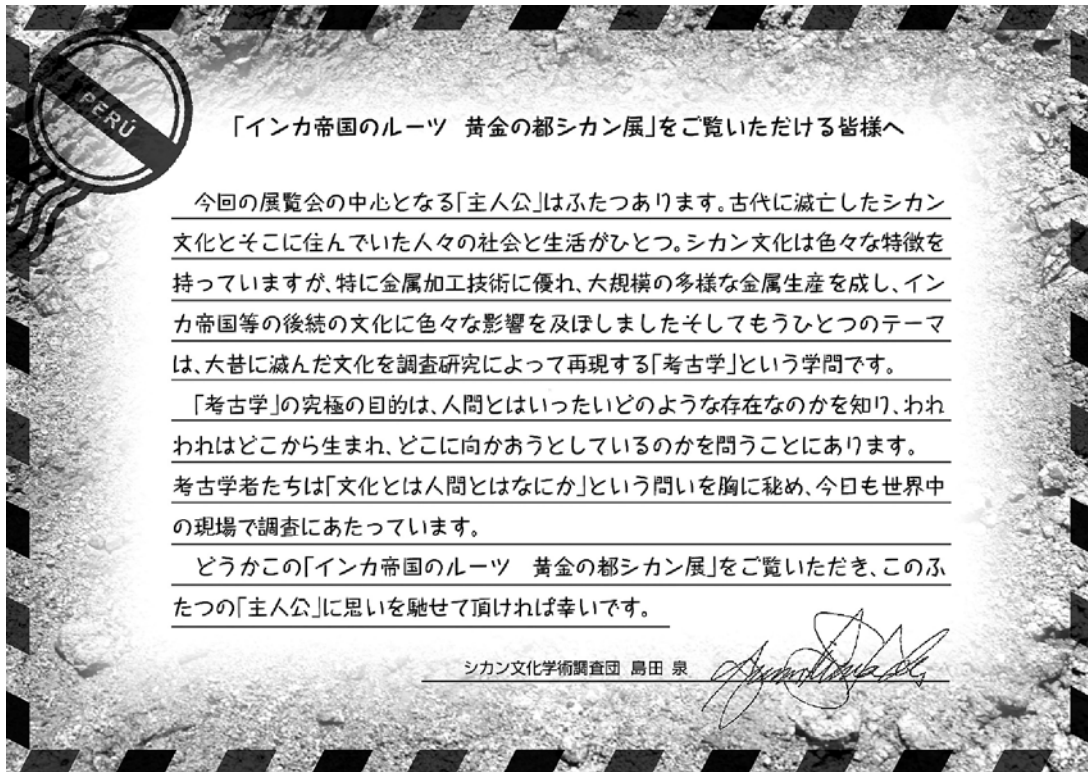 PERÚ
「インカ帝国のルーツ　黄金の都シカン展」をご覧いただける皆様へ
今回の展覧会の中心となる「主人公」はふたつあります。古代に滅亡したシカン
文化とそこに住んでいた人々の社会と生活がひとつ。シカン文化は色々な特徴を
持っていますが、特に金属加工技術に優れ、大規模の多様な金属生産を成し、イン
カ帝国等の後続の文化に色々な影響を及ぼしましたそしてもうひとつのテーマ
は、大昔に滅んだ文化を調査研究によって再現する「考古学」という学問です。
「考古学」の究極の目的は、人間とはいったいどのような存在なのかを知り、われ
われはどこから生まれ、どこに向かおうとしているのかを問うことにあります。
考古学者たちは「文化とは人間とはなにか」という問いを胸に秘め、今日も世界中
の現場で調査にあたっています。
どうかこの「インカ帝国のルーツ　黄金の都シカン展」をご覧いただき、このふ
たつの「主人公」に思いを馳せて頂ければ幸いです。
シカン文化学術調査団 島田 泉